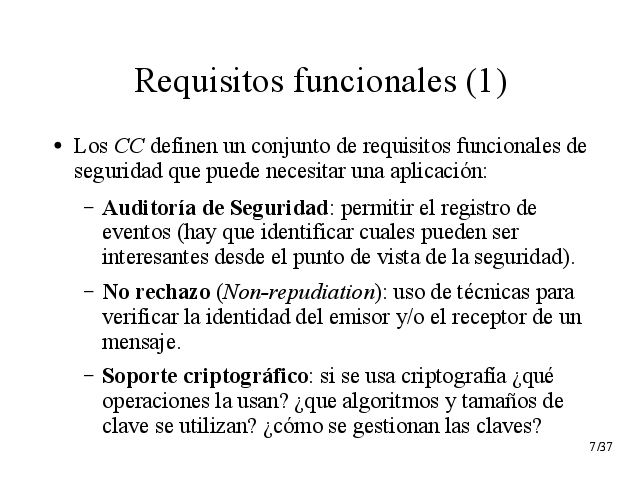 Requisitos funcionales (1)
● Los CC definen un conjunto de requisitos funcionales de
seguridad que puede necesitar una aplicación:
– Auditoría de Seguridad: permitir el registro de
eventos (hay que identificar cuales pueden ser
interesantes desde el punto de vista de la seguridad).
– No rechazo (Non-repudiation): uso de técnicas para
verificar la identidad del emisor y/o el receptor de un
mensaje.
– Soporte criptográfico: si se usa criptografía ¿qué
operaciones la usan? ¿que algoritmos y tamaños de
clave se utilizan? ¿cómo se gestionan las claves?
7/37